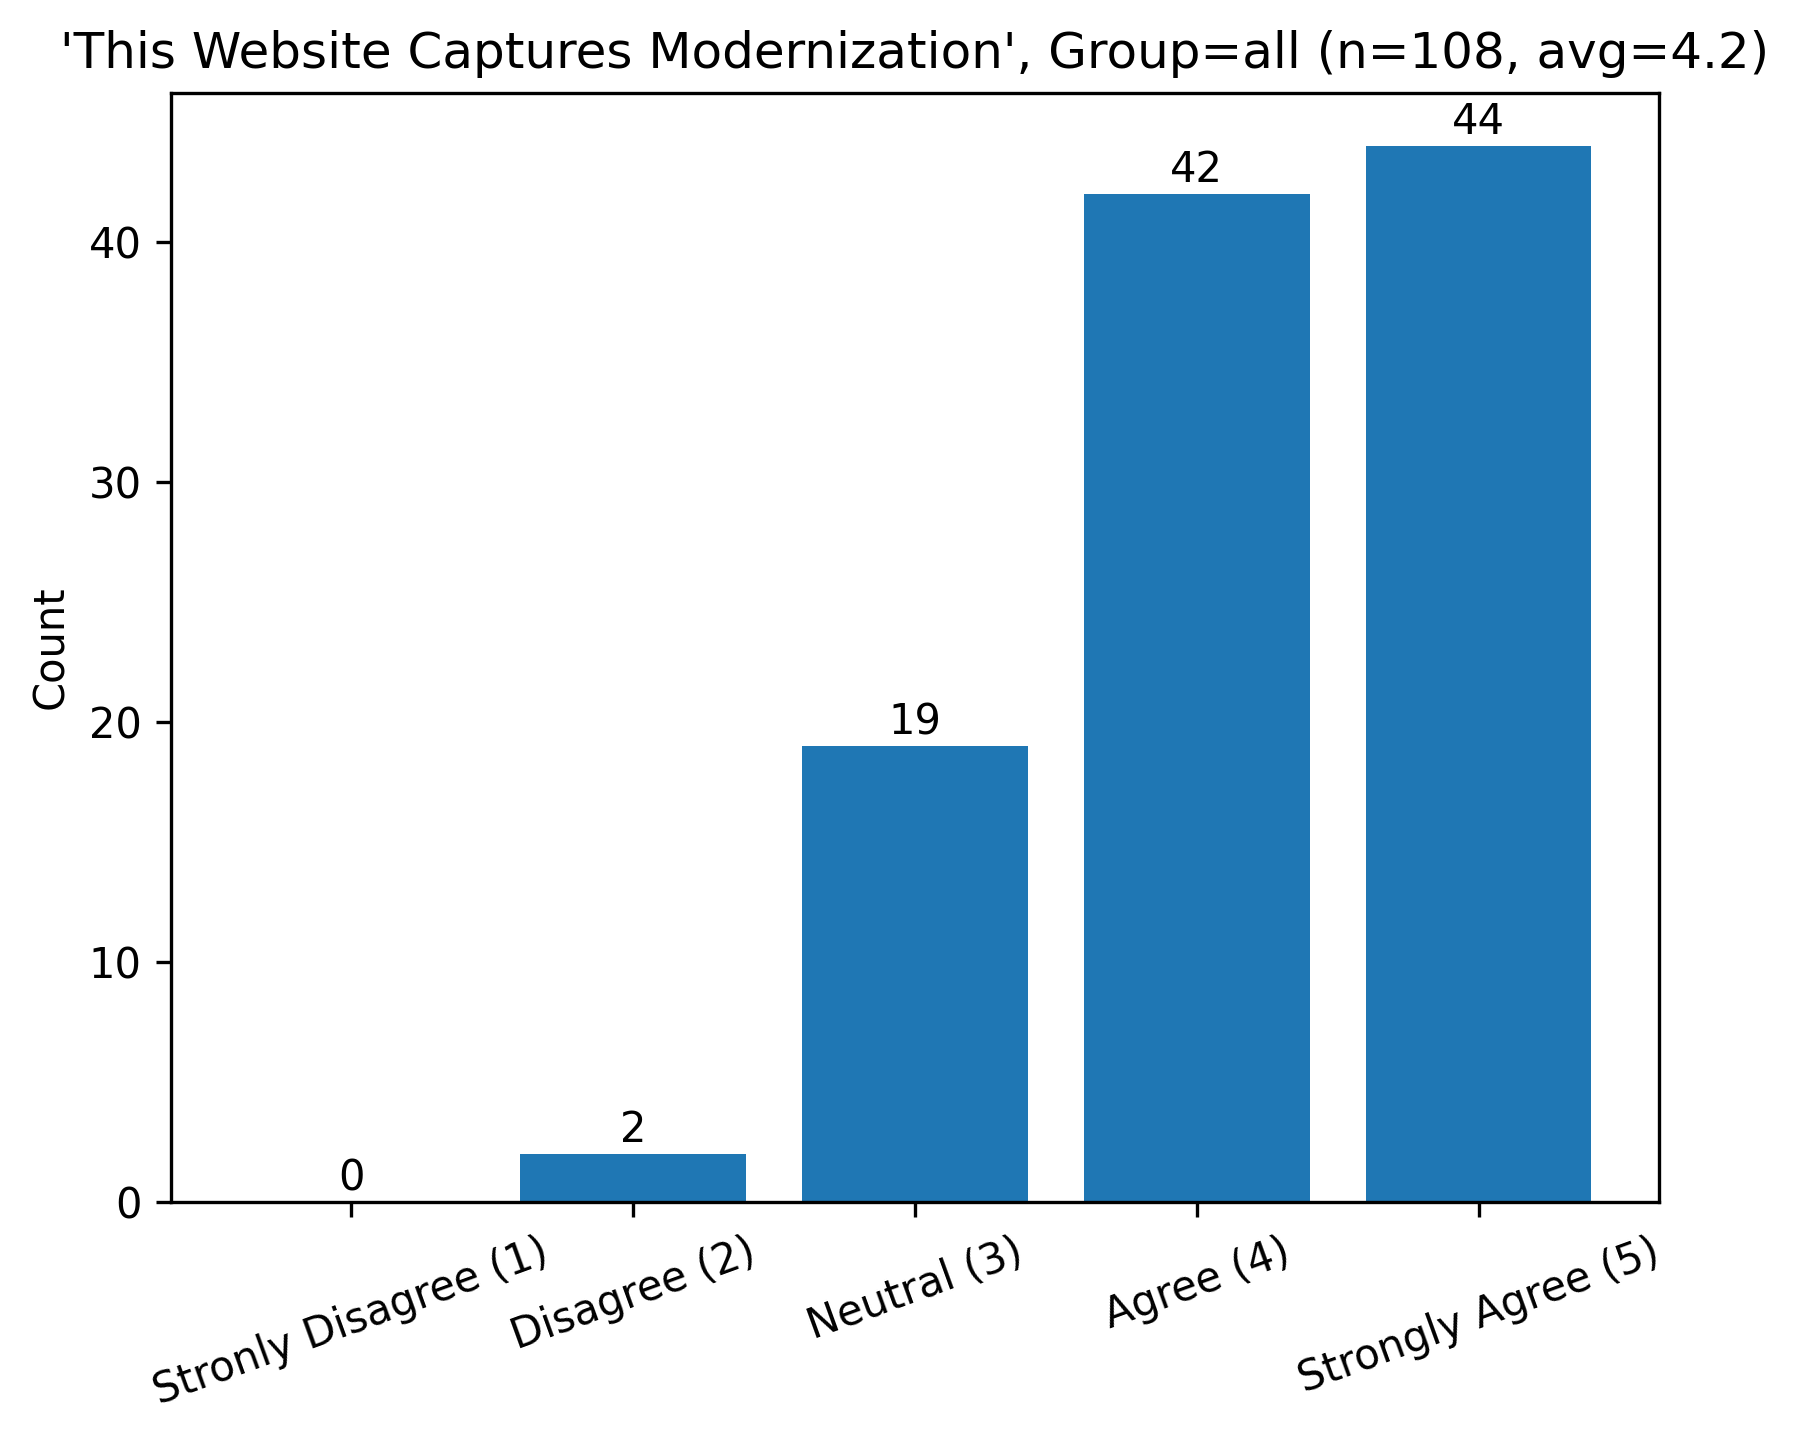 'This Website Captures Modernization', Group=all (n=108, avg=4.2)
Count
40
30
20
10
0
0
2
19
42
44
Stronly Disagree (1)
Disagree (2)
Neutral (3)
Agree (4)
Strongly Agree (5)